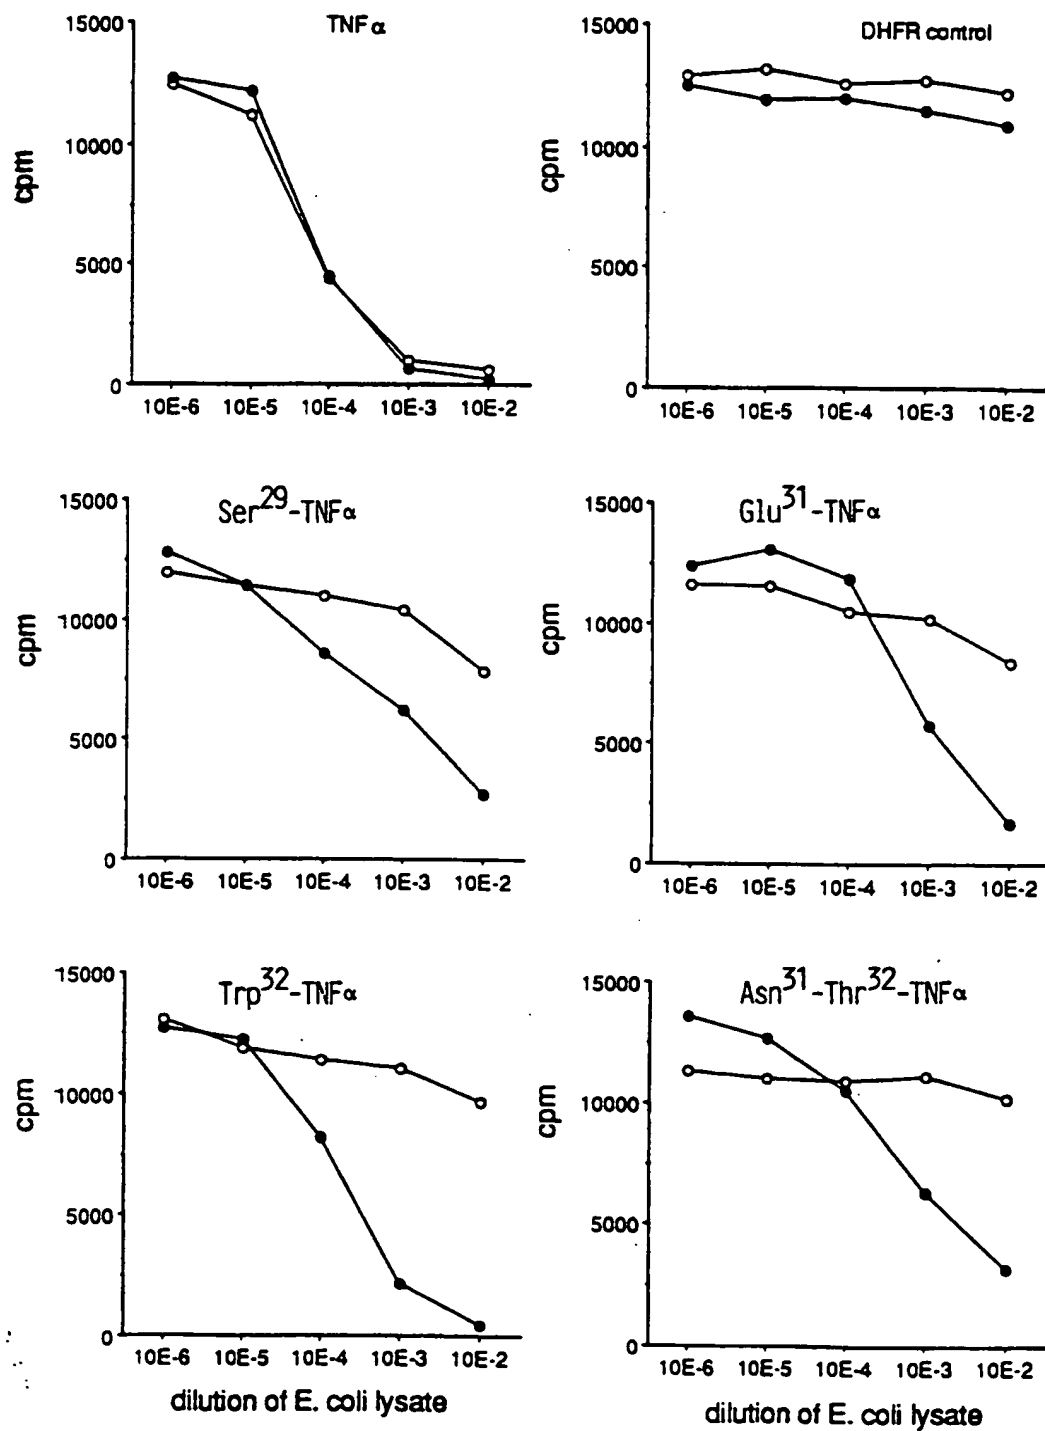 TNF α
15000
10000
5000
0
cpm
10E-6 10E-5 10E-4 10E-3 10E-2
DHFR control
15000
10000
5000
0
cpm
10E-6 10E-5 10E-4 10E-3 10E-2
Ser29-TNFα
15000
10000
5000
0
cpm
10E-6 10E-5 10E-4 10E-3 10E-2
Glu31-TNFα
15000
10000
5000
0
cpm
10E-6 10E-5 10E-4 10E-3 10E-2
Trp32-TNFα
15000
10000
5000
0
cpm
10E-6 10E-5 10E-4 10E-3 10E-2
dilution of E. coli lysate
Asn31-Thr32-TNFα
15000
10000
5000
0
cpm
10E-6 10E-5 10E-4 10E-3 10E-2
dilution of E. coli lysate